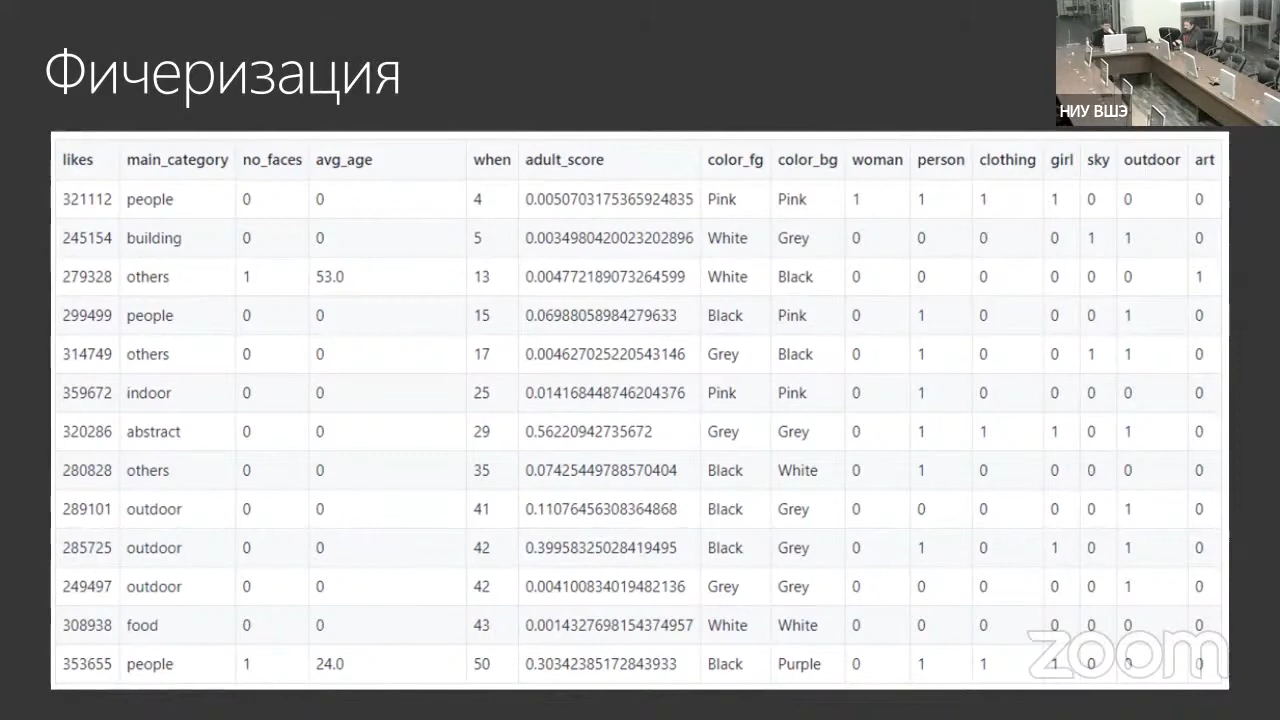 Фичеризация
НИУ ВШЭ
likes main_category no_faces avg_age when adult_score color_fg color_bg woman person clothing girl sky outdoor art
321112 people 0 0 4 0.0050703175365924835 Pink Pink 1 1 1 1 0 0 0
245154 building 0 0 5 0.003498042002320289​6 White Grey 0 0 0 0 1 1 0
279328 others 1 53.0 13 0.004772189073264599 White Black 0 0 0 0 0 0 1
299499 people 0 0 15 0.06988058984279633 Black Pink 0 1 0 0 0 1 0
314749 others 0 0 17 0.004627025220543146 Grey Black 0 1 0 0 1 1 0
359672 indoor 0 0 25 0.014168448746204376 Pink Pink 0 1 0 0 0 0 0
320286 abstract 0 0 29 0.56220942735672 Grey Grey 0 1 1 1 0 1 0
280828 others 0 0 35 0.07425449788570404 Black White 0 1 0 0 0 0 0
289101 outdoor 0 0 41 0.11076456308364868 Black Grey 0 0 0 0 0 1 0
285725 outdoor 0 0 42 0.39958325028419495 Black Grey 0 1 0 1 0 1 0
249497 outdoor 0 0 42 0.004100834019482136 Grey Grey 0 0 0 0 0 1 0
308938 food 0 0 43 0.0014327698154374957 White White 0 0 0 0 0 0 0
353655 people 1 24.0 50 0.30342385172843933 Black Purple 0 1 1 1 0 0 0
zoom